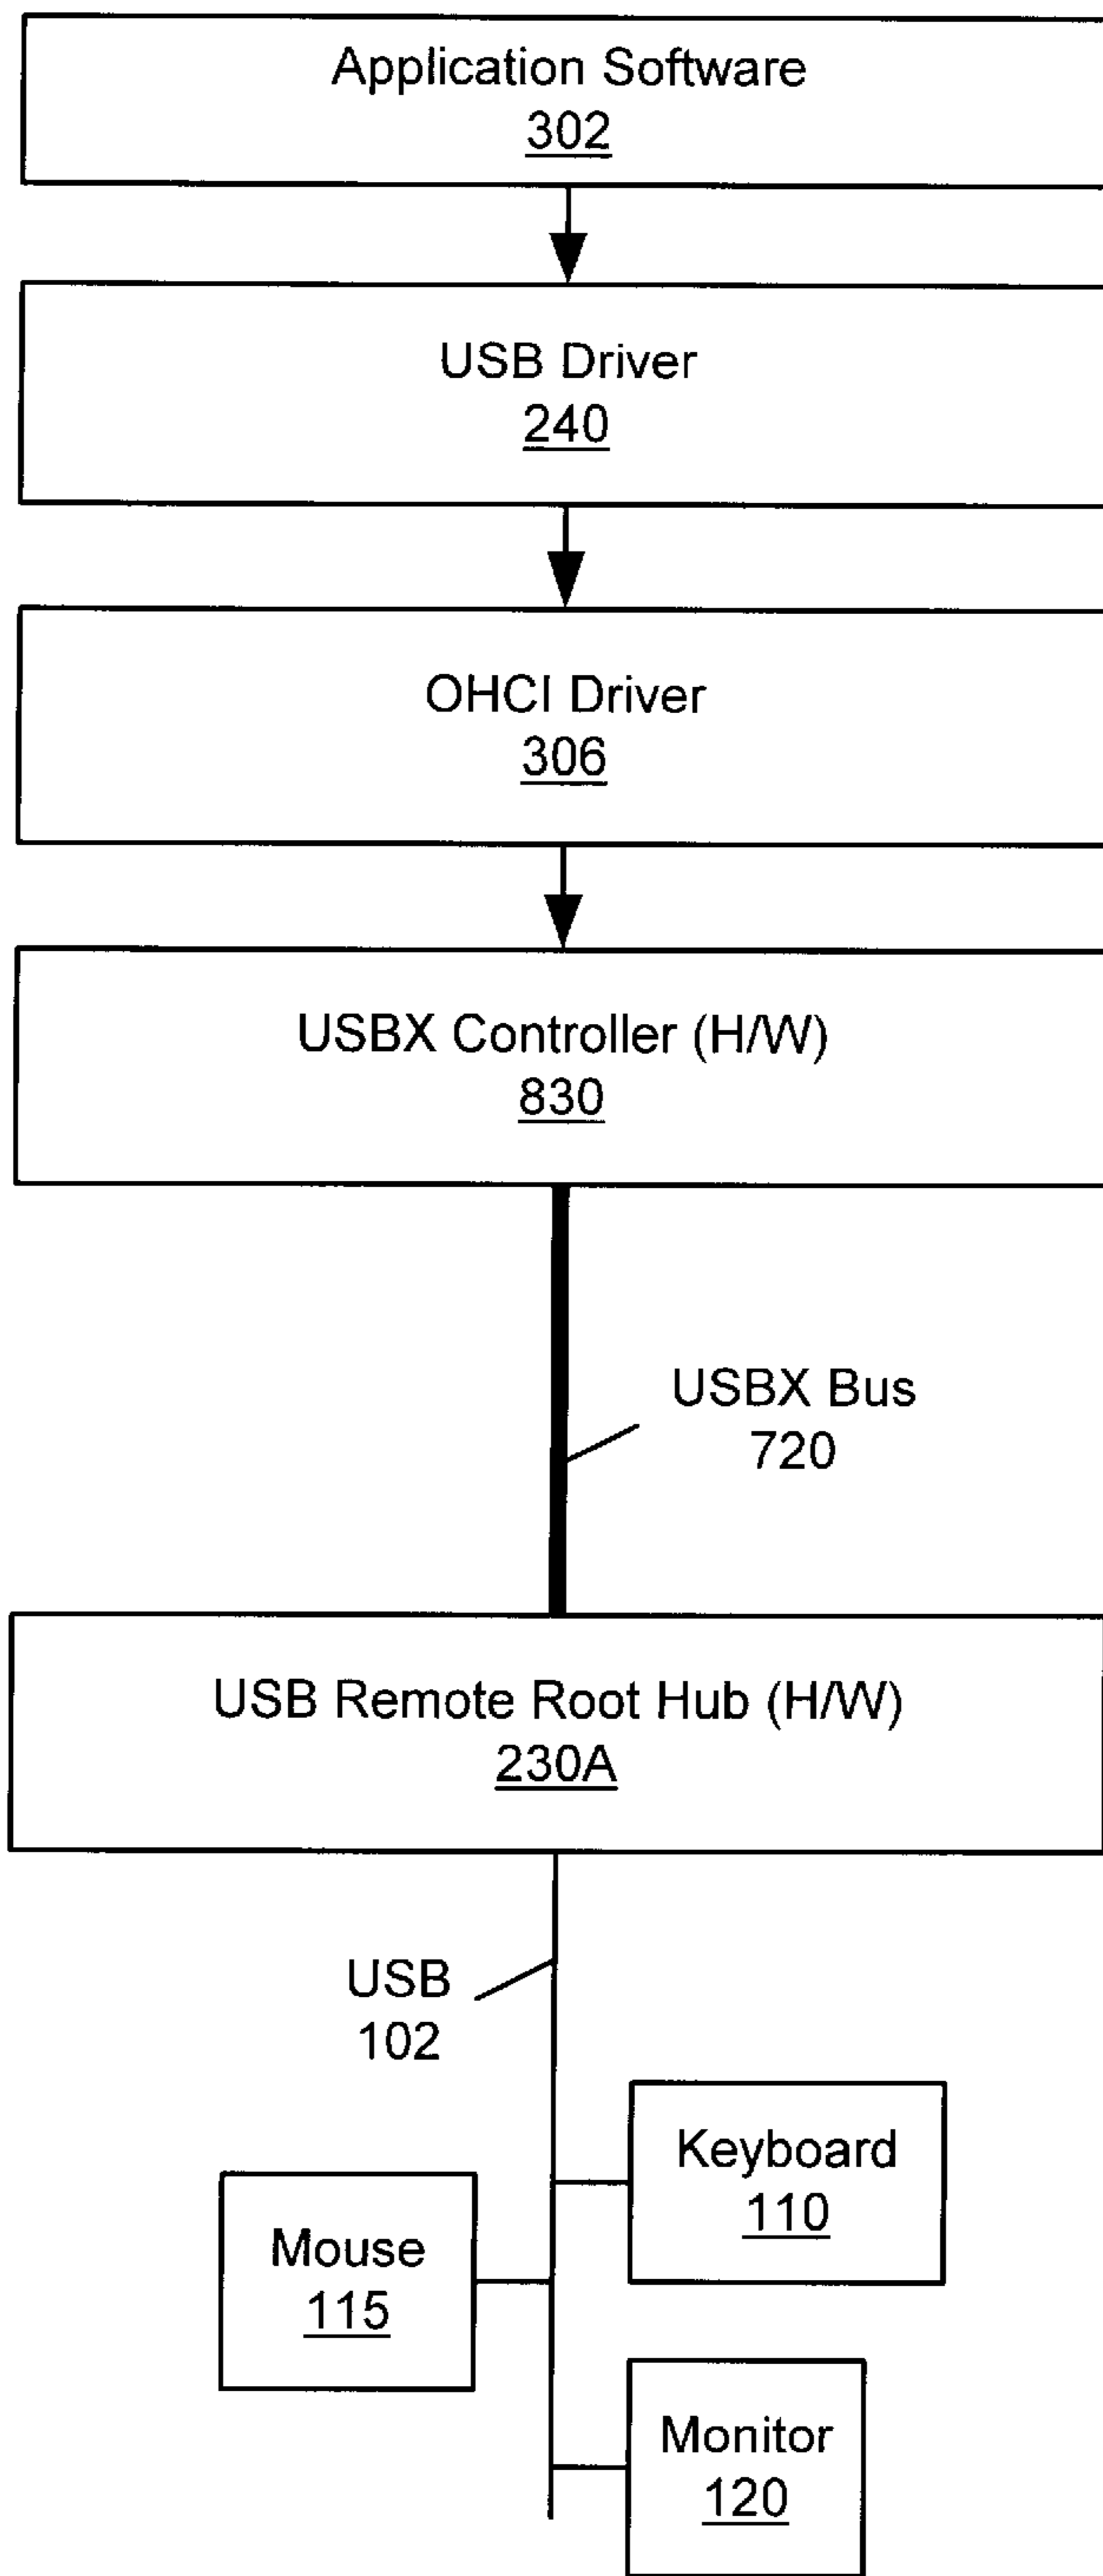 Application Software
302
USB Driver
240
OHCI Driver
306
USBX Controller (H/W)
830
USBX Bus
720
USB Remote Root Hub (H/W)
230A
USB
102
Keyboard
110
Mouse
115
Monitor
120